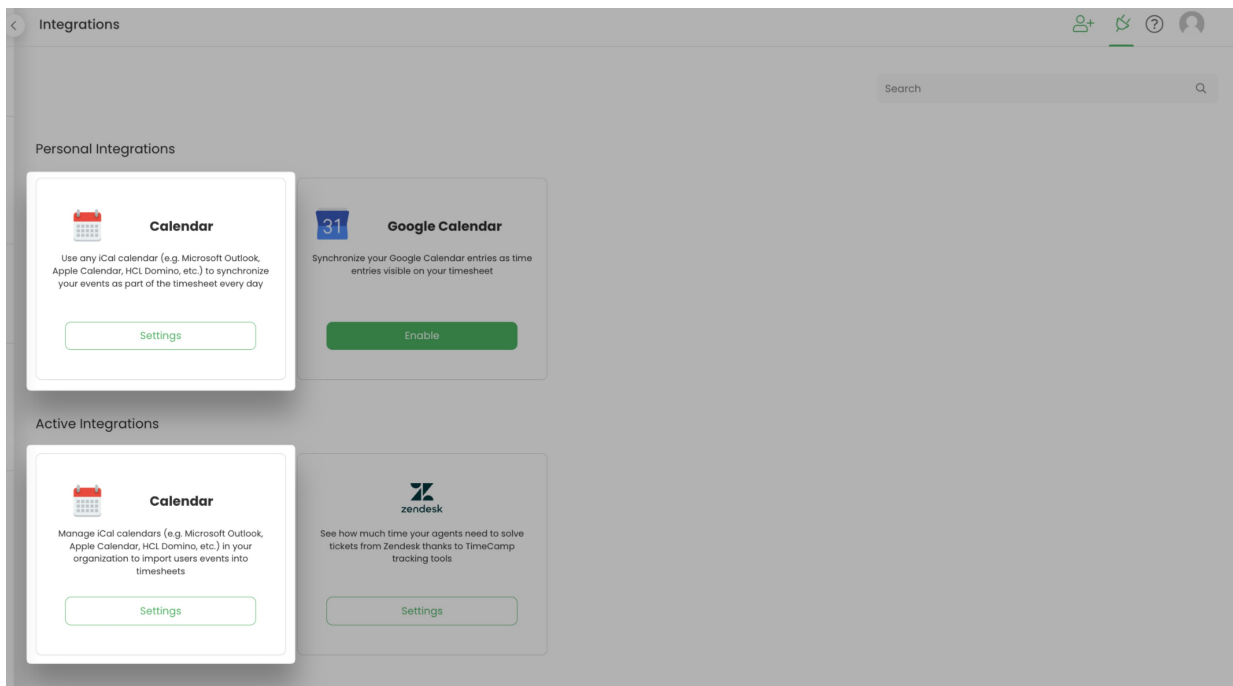 Integrations
Search
Personal Integrations
Calendar
Use any iCal calendar (e.g. Microsoft Outlook,
Apple Calendar, HCL Domino, etc.) to synchronize
your events as part of the timesheet every day
Settings
31
Google Calendar
Synchronize your Google Calendar entries as time
entries visible on your timesheet
Enable
Active Integrations
Calendar
Manage iCal calendars (e.g. Microsoft Outlook,
Apple Calendar, HCL Domino, etc.) in your
organization to import users events into
timesheets
Settings
zendesk
See how much time your agents need to solve
tickets from Zendesk thanks to TimeCamp
tracking tools
Settings